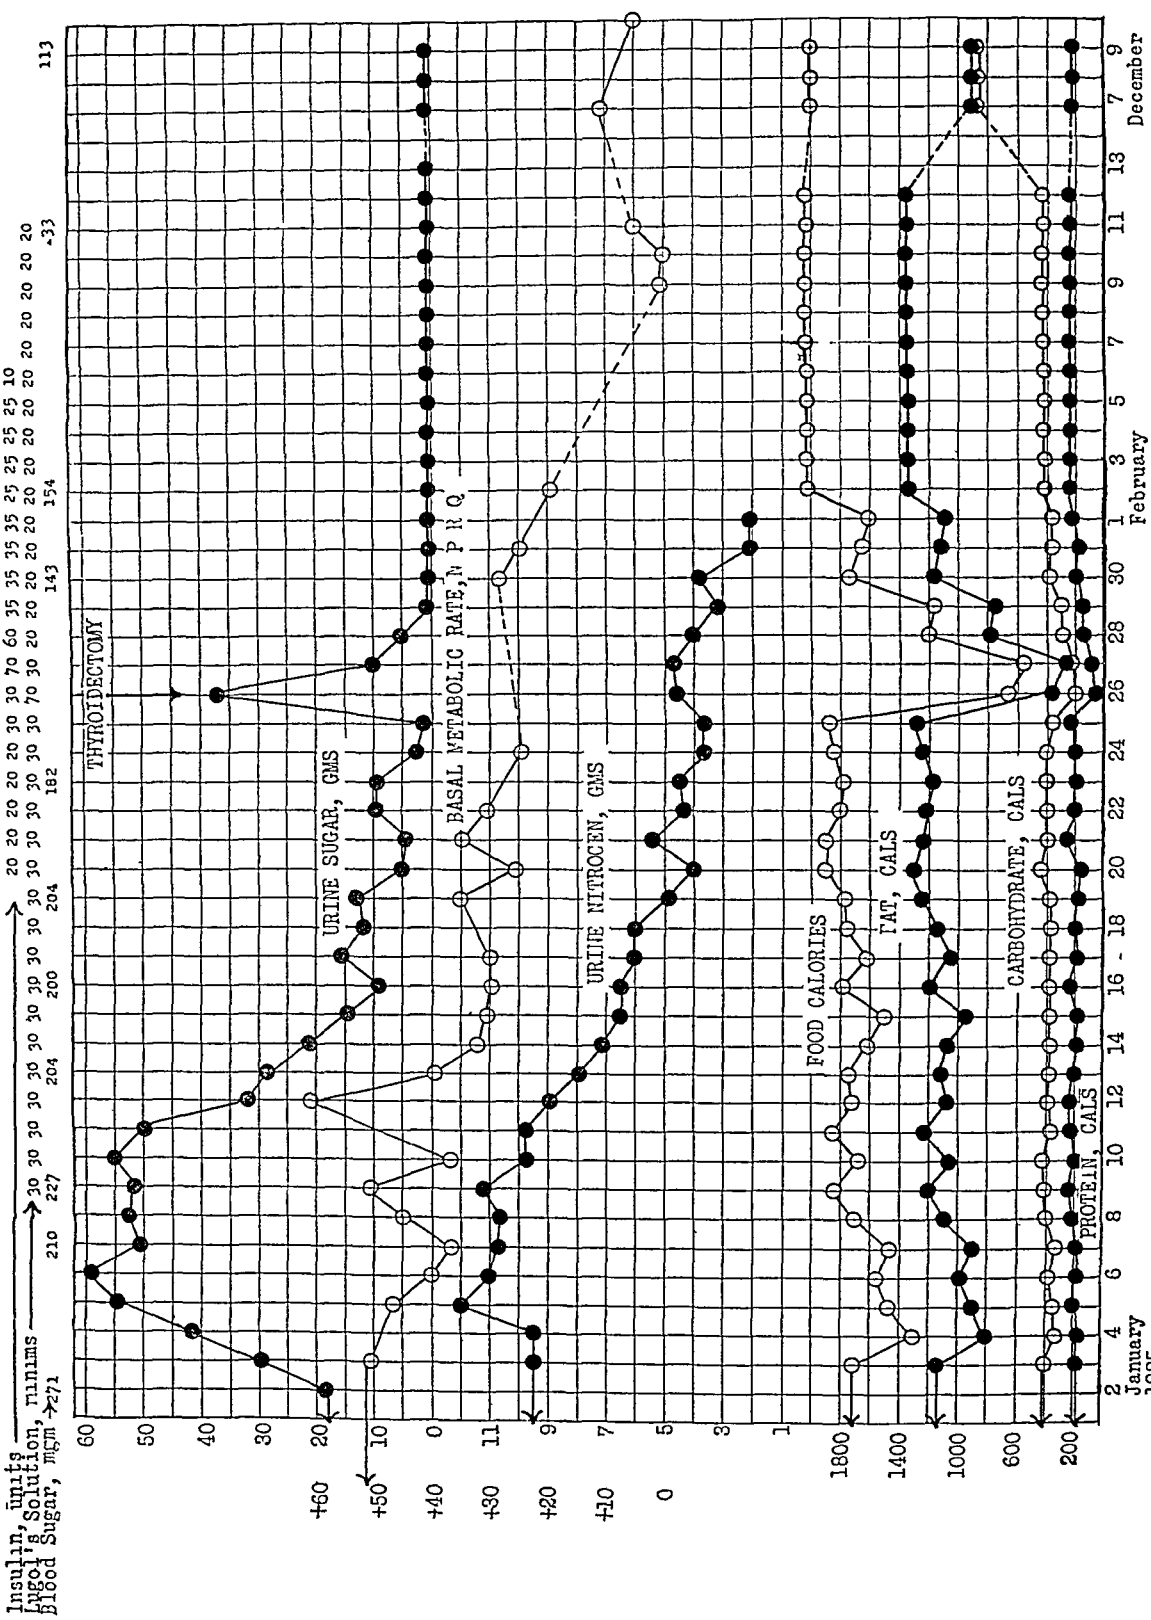 Insulin, units 20 20 20 20 20 30 30 70 60 35 35 35 35 25 25 25 25 10
Lugol's Solution, minims 30 30 30 30 30 30 30 30 30 30 30 30 30 30 30 30 30 70 30 20 20 20 20 20 20 20 20 20 20 20 20 20 20 20
Blood Sugar, mgm 271 210 227 204 200 204 182 143 154 33 113
60
50
40
30
20
10
0
+60
+50
+40
+30
+20
+10
0
11
9
7
5
3
1
1800
1400
1000
600
200
THYROIDECTOMY
URINE SUGAR, GMS
BASAL METABOLIC RATE, N P R Q
URINE NITROGEN, GMS
FOOD CALORIES
FAT, CALS
CARBOHYDRATE, CALS
PROTEIN, CALS
2 4 6 8 10 12 14 16 - 18 20 22 24 26 28 30 1 3 5 7 9 11 13 7 9
January February December